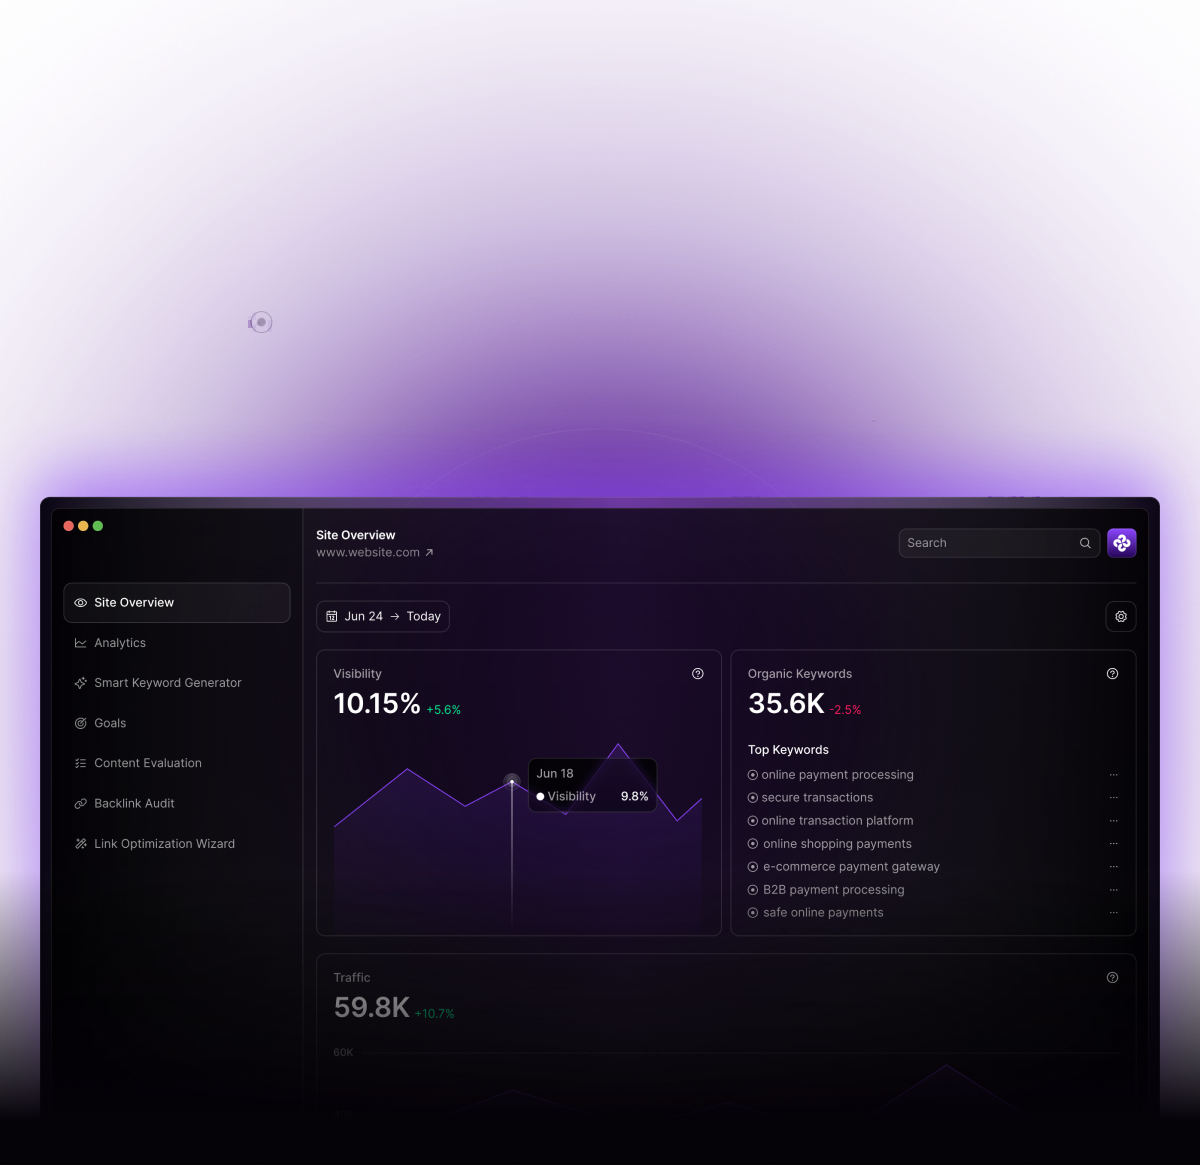 Site Overview
www.website.com
Search
Site Overview
Analytics
Smart Keyword Generator
Goals
Content Evaluation
Backlink Audit
Link Optimization Wizard
12
Jun 24 → Today
Visibility
10.15% +5.6%
Jun 18
Visibility 9.8%
Organic Keywords
35.6K -2.5%
Top Keywords
online payment processing
secure transactions
online transaction platform
online shopping payments
e-commerce payment gateway
B2B payment processing
safe online payments
Traffic
59.8K +10.7%
60K